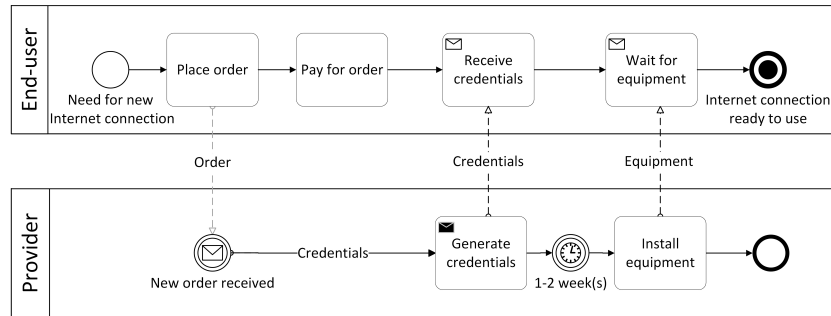 End-user
Place order
Pay for order
Receive
credentials
Wait for
equipment
Need for new
Internet connection
Internet connection
ready to use
Order
Credentials
Equipment
Provider
Credentials
Generate
credentials
Install
equipment
New order received
1-2 week(s)